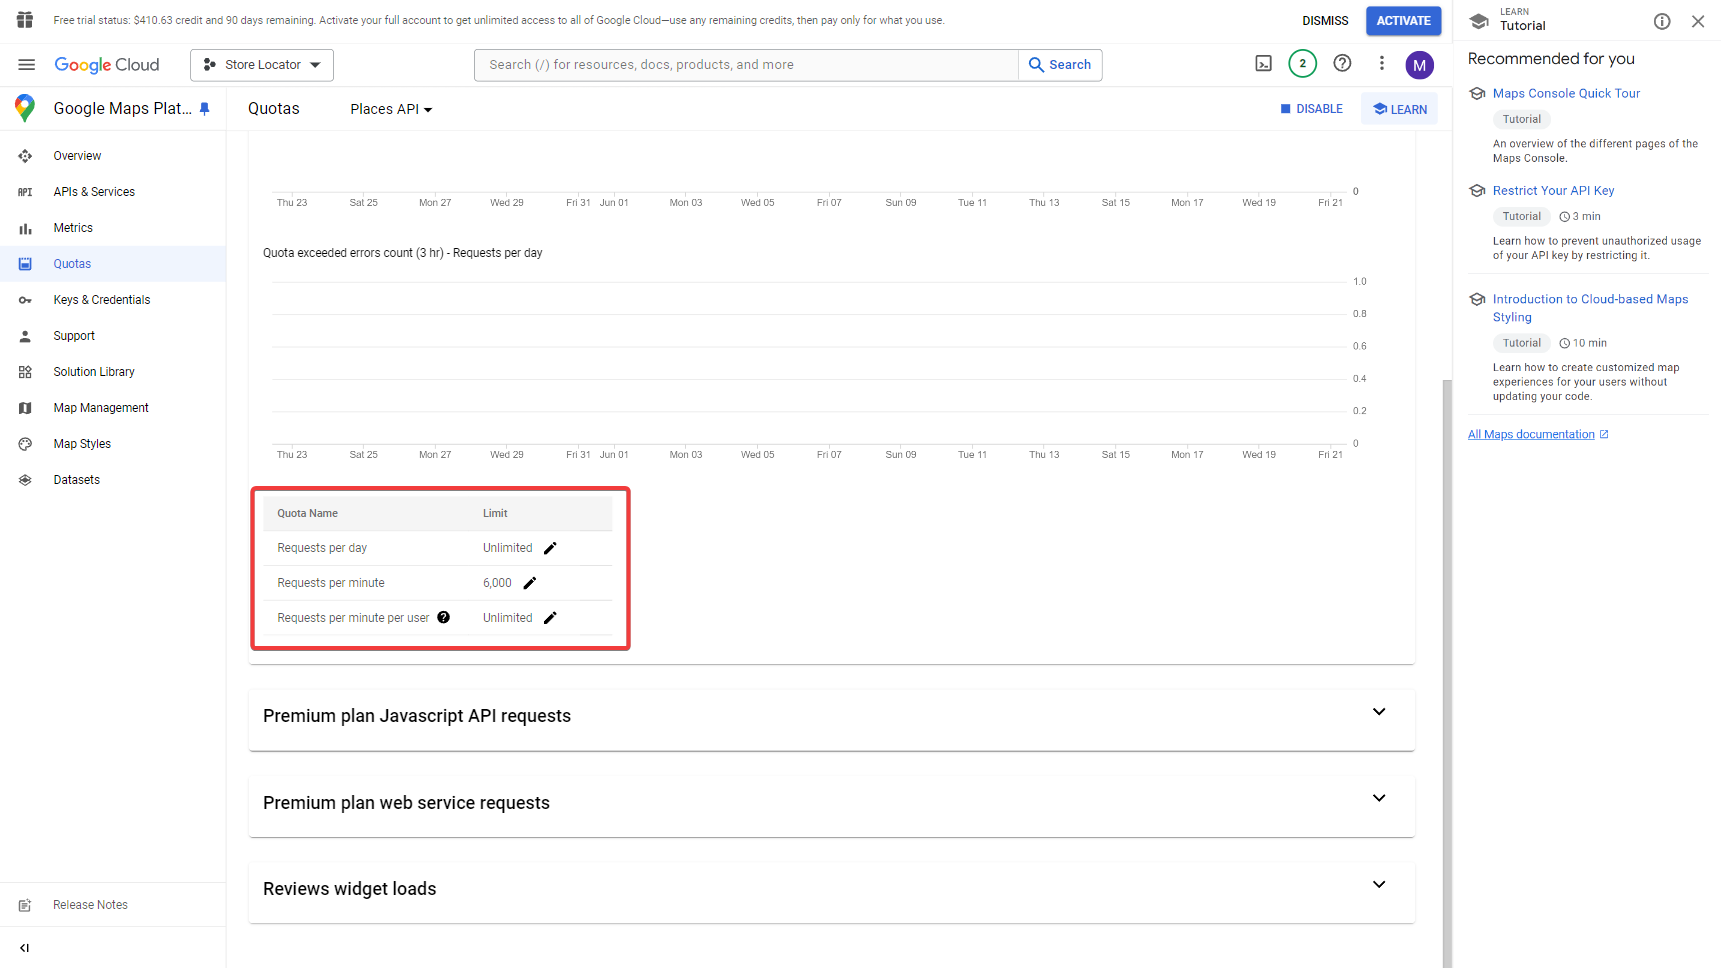 Free trial status: $410.63 credit and 90 days remaining. Activate your full account to get unlimited access to all of Google Cloud—use any remaining credits, then pay only for what you use.
DISMISS
ACTIVATE
Google Cloud
Store Locator
Search (/) for resources, docs, products, and more
Search
2
M
Google Maps Plat...
Overview
API APIs & Services
Metrics
Quotas
Keys & Credentials
Support
Solution Library
Map Management
Map Styles
Datasets
Release Notes
Quotas
Places API
DISABLE
LEARN
0
Thu 23 Sat 25 Mon 27 Wed 29 Fri 31 Jun 01 Mon 03 Wed 05 Fri 07 Sun 09 Tue 11 Thu 13 Sat 15 Mon 17 Wed 19 Fri 21
Quota exceeded errors count (3 hr) - Requests per day
1.0
0.8
0.6
0.4
0.2
0
Thu 23 Sat 25 Mon 27 Wed 29 Fri 31 Jun 01 Mon 03 Wed 05 Fri 07 Sun 09 Tue 11 Thu 13 Sat 15 Mon 17 Wed 19 Fri 21
Quota Name Limit
Requests per day Unlimited
Requests per minute 6,000
Requests per minute per user Unlimited
Premium plan Javascript API requests
Premium plan web service requests
Reviews widget loads
LEARN
Tutorial
Recommended for you
Maps Console Quick Tour
Tutorial
An overview of the different pages of the
Maps Console.
Restrict Your API Key
Tutorial 3 min
Learn how to prevent unauthorized usage
of your API key by restricting it.
Introduction to Cloud-based Maps
Styling
Tutorial 10 min
Learn how to create customized map
experiences for your users without
updating your code.
All Maps documentation